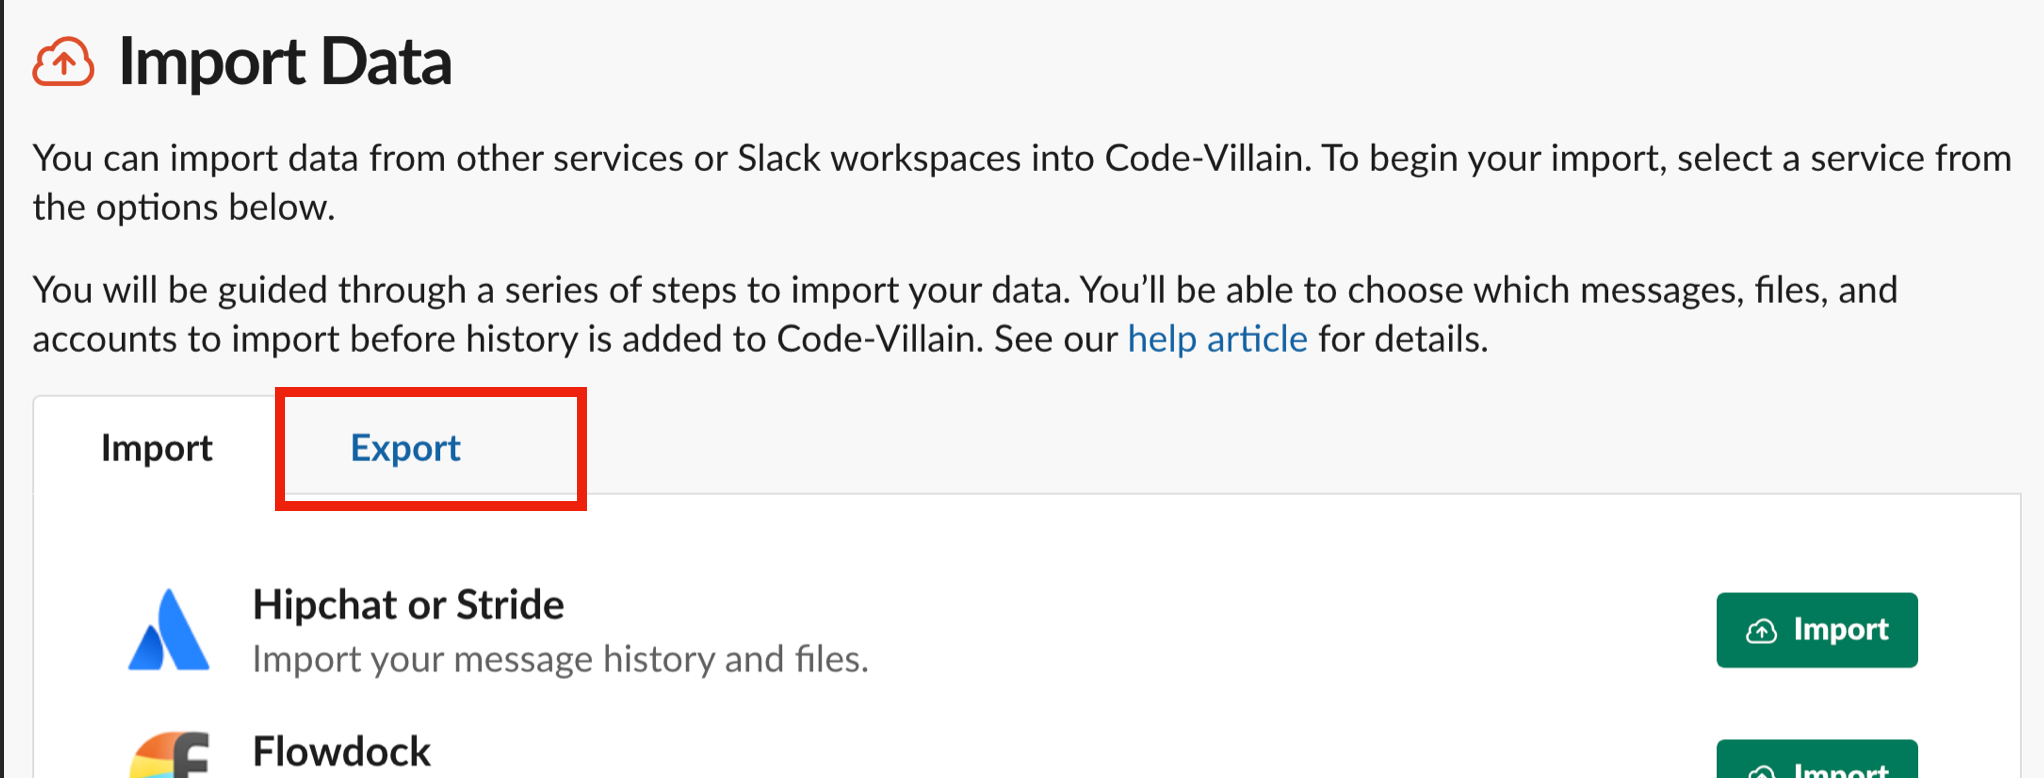 Import Data
You can import data from other services or Slack workspaces into Code-Villain. To begin your import, select a service from
the options below.
You will be guided through a series of steps to import your data. You’ll be able to choose which messages, files, and
accounts to import before history is added to Code-Villain. See our help article for details.
Import
Export
Hipchat or Stride
Import your message history and files.
Import
Flowdock
Import